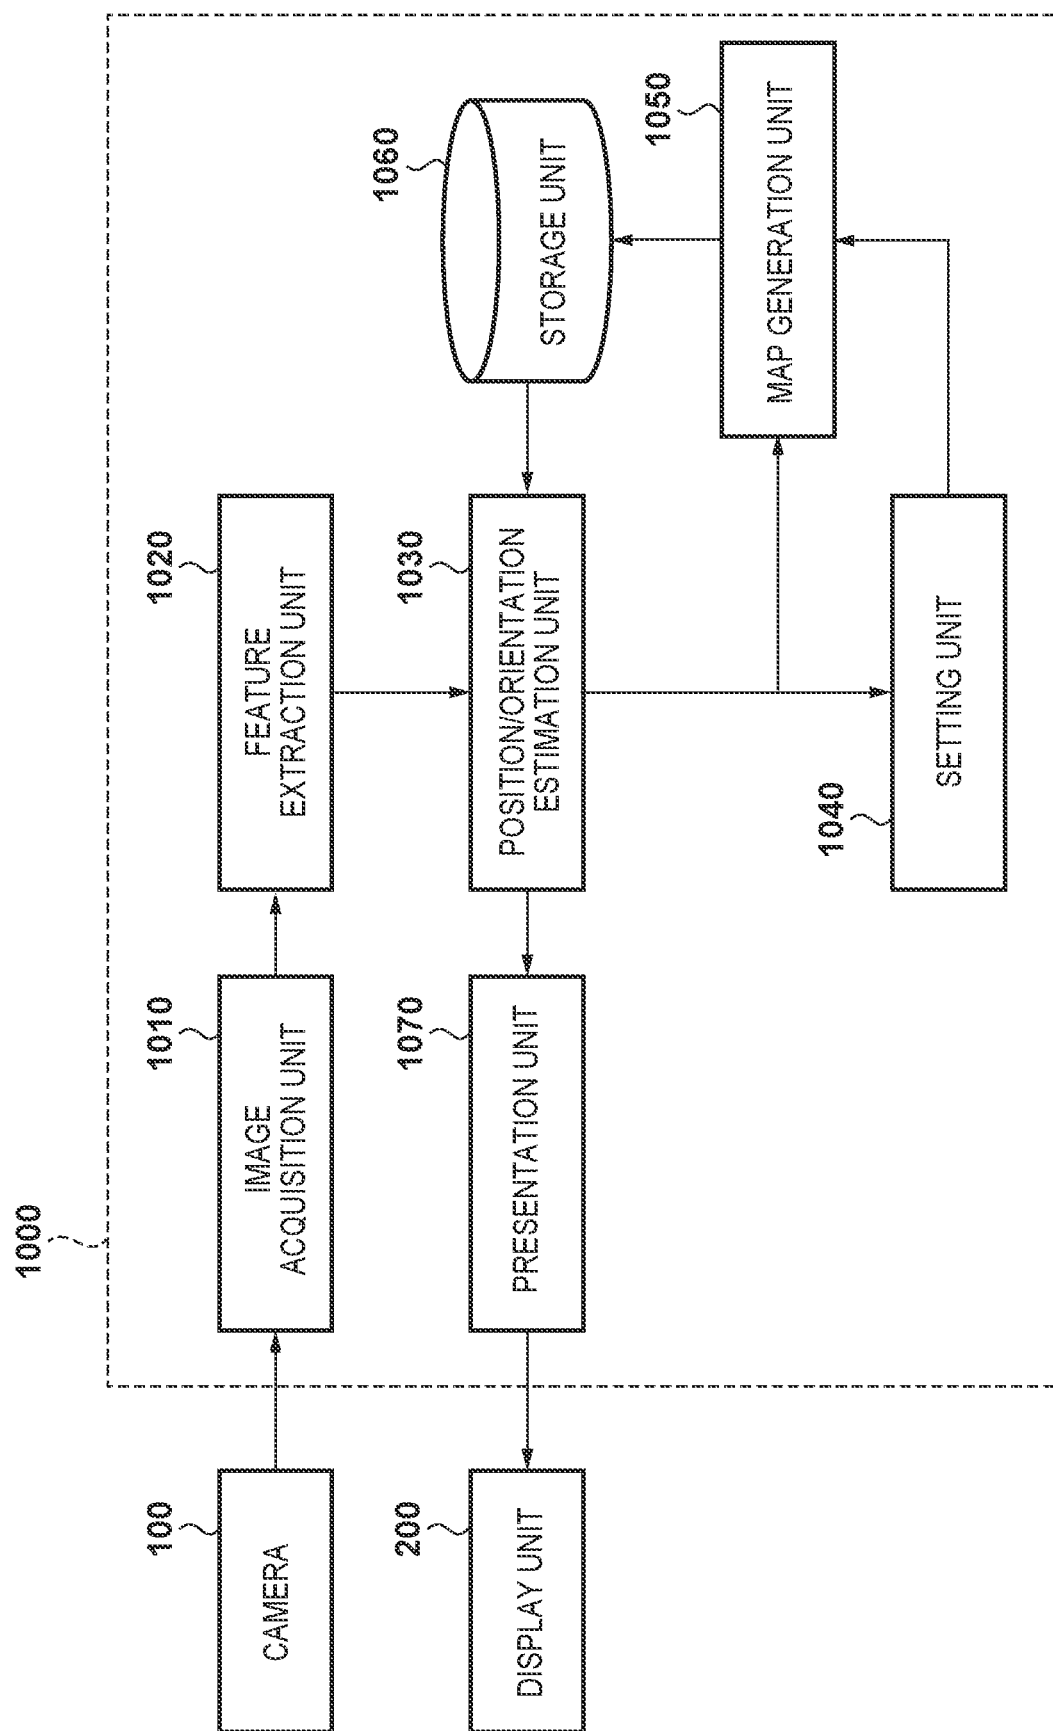 1000
100
CAMERA
1010
IMAGE
ACQUISITION UNIT
1020
FEATURE
EXTRACTION UNIT
200
DISPLAY UNIT
1070
PRESENTATION UNIT
1030
POSITION/ORIENTATION
ESTIMATION UNIT
1060
STORAGE UNIT
1040
SETTING UNIT
1050
MAP GENERATION UNIT